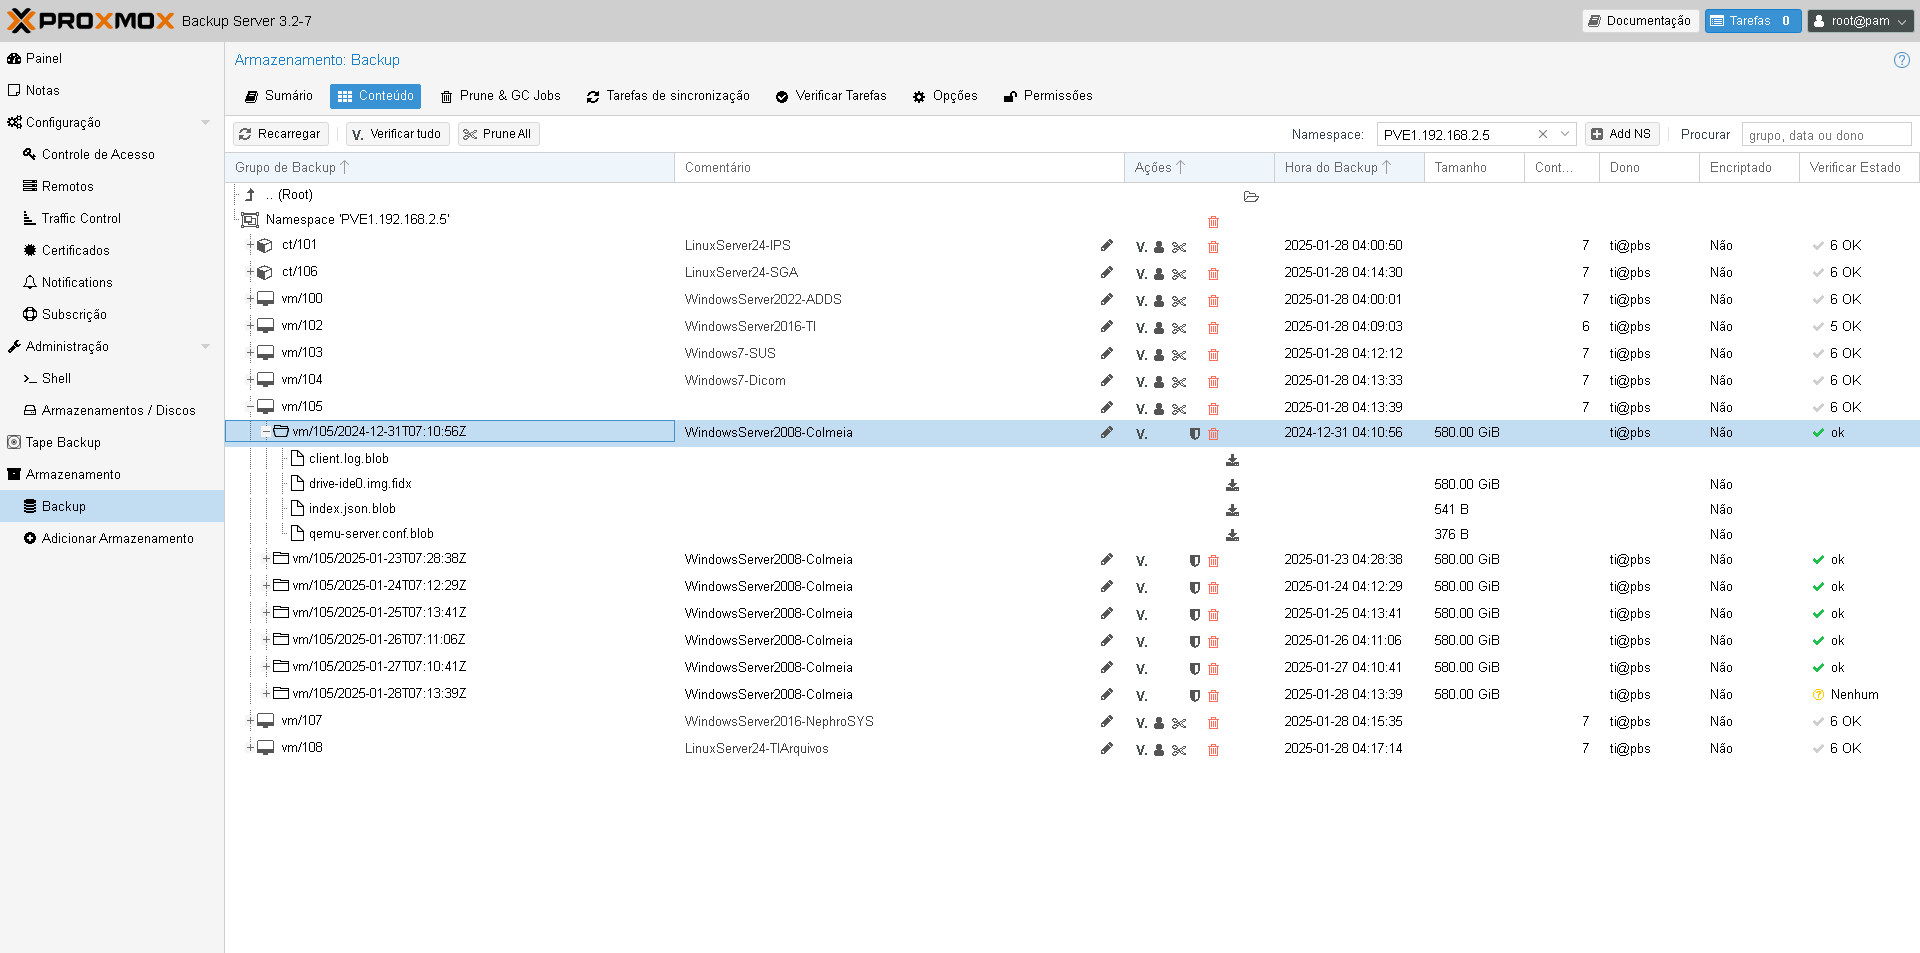 PROXMOX Backup Server 3.2-7
Documentação Tarefas 0 root@pam
Painel
Notas
Configuração
Controle de Acesso
Remotos
Traffic Control
Certificados
Notifications
Subscrição
Administração
Shell
Armazenamentos / Discos
Tape Backup
Armazenamento
Backup
Adicionar Armazenamento
Armazenamento: Backup
Sumário Conteúdo Prune & GC Jobs Tarefas de sincronização Verificar Tarefas Opções Permissões
Recarregar V. Verificar tudo Prune All Namespace: PVE1.192.168.2.5 Add NS Procurar grupo, data ou dono
Grupo de Backup Comentário Ações Hora do Backup Tamanho Cont... Dono Encriptado Verificar Estado
.. (Root)
Namespace 'PVE1.192.168.2.5'
ct/101 LinuxServer24-IPS V. 2025-01-28 04:00:50 7 ti@pbs Não 6 OK
ct/106 LinuxServer24-SGA V. 2025-01-28 04:14:30 7 ti@pbs Não 6 OK
vm/100 WindowsServer2022-ADDS V. 2025-01-28 04:00:01 7 ti@pbs Não 6 OK
vm/102 WindowsServer2016-TI V. 2025-01-28 04:09:03 6 ti@pbs Não 5 OK
vm/103 Windows7-SUS V. 2025-01-28 04:12:12 7 ti@pbs Não 6 OK
vm/104 Windows7-Dicom V. 2025-01-28 04:13:33 7 ti@pbs Não 6 OK
vm/105 V. 2025-01-28 04:13:39 7 ti@pbs Não 6 OK
vm/105/2024-12-31T07:10:56Z WindowsServer2008-Colmeia V. 2024-12-31 04:10:56 580.00 GiB ti@pbs Não ok
client.log.blob
drive-ide0.img.fidx 580.00 GiB Não
index.json.blob 541 B Não
qemu-server.conf.blob 376 B Não
vm/105/2025-01-23T07:28:38Z WindowsServer2008-Colmeia V. 2025-01-23 04:28:38 580.00 GiB ti@pbs Não ok
vm/105/2025-01-24T07:12:29Z WindowsServer2008-Colmeia V. 2025-01-24 04:12:29 580.00 GiB ti@pbs Não ok
vm/105/2025-01-25T07:13:41Z WindowsServer2008-Colmeia V. 2025-01-25 04:13:41 580.00 GiB ti@pbs Não ok
vm/105/2025-01-26T07:11:06Z WindowsServer2008-Colmeia V. 2025-01-26 04:11:06 580.00 GiB ti@pbs Não ok
vm/105/2025-01-27T07:10:41Z WindowsServer2008-Colmeia V. 2025-01-27 04:10:41 580.00 GiB ti@pbs Não ok
vm/105/2025-01-28T07:13:39Z WindowsServer2008-Colmeia V. 2025-01-28 04:13:39 580.00 GiB ti@pbs Não Nenhum
vm/107 WindowsServer2016-NephroSYS V. 2025-01-28 04:15:35 7 ti@pbs Não 6 OK
vm/108 LinuxServer24-TIArquivos V. 2025-01-28 04:17:14 7 ti@pbs Não 6 OK